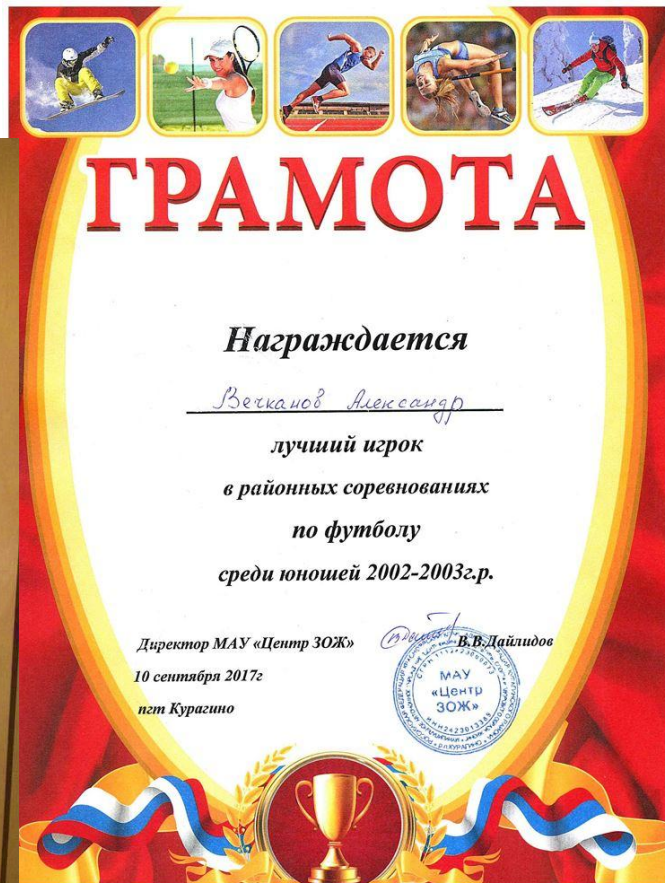 ГРАМОТА
Награждается
Вечканов Александр
лучший игрок
в районных соревнованиях
по футболу
среди юношей 2002-2003г.р.
Директор МАУ «Центр ЗОЖ» В.В.Дайлидов
10 сентября 2017г
пгт Курагино
МАУ
«Центр
ЗОЖ»